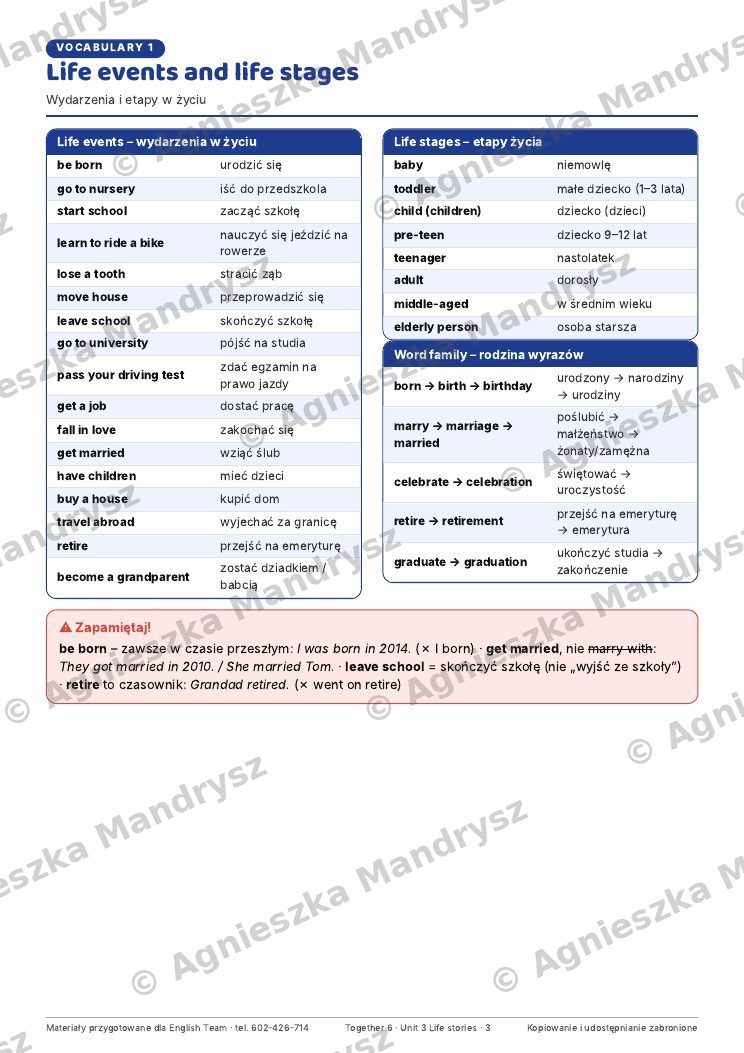 VOCABULARY 1
Life events and life stages
Wydarzenia i etapy w życiu
Life events – wydarzenia w życiu
be born urodzić się
go to nursery iść do przedszkola
start school zacząć szkołę
learn to ride a bike nauczyć się jeździć na
rowerze
lose a tooth stracić ząb
move house przeprowadzić się
leave school skończyć szkołę
go to university pójść na studia
pass your driving test zdać egzamin na
prawo jazdy
get a job dostać pracę
fall in love zakochać się
get married wziąć ślub
have children mieć dzieci
buy a house kupić dom
travel abroad wyjechać za granicę
retire przejść na emeryturę
become a grandparent zostać dziadkiem /
babcią
Life stages – etapy życia
baby niemowlę
toddler małe dziecko (1–3 lata)
child (children) dziecko (dzieci)
pre-teen dziecko 9–12 lat
teenager nastolatek
adult dorosły
middle-aged w średnim wieku
elderly person osoba starsza
Word family – rodzina wyrazów
born → birth → birthday urodzony → narodziny
→ urodziny
marry → marriage →
married
poślubić →
małżeństwo →
żonaty/zamężna
celebrate → celebration świętować →
uroczystość
retire → retirement przejść na emeryturę
→ emerytura
graduate → graduation ukończyć studia →
zakończenie
⚠ Zapamiętaj!
be born – zawsze w czasie przeszłym: I was born in 2014. (× I born) · get married, nie marry with:
They got married in 2010. / She married Tom. · leave school = skończyć szkołę (nie „wyjść ze szkoły”)
· retire to czasownik: Grandad retired. (× went on retire)
Materiały przygotowane dla English Team · tel. 602-426-714 Together 6 · Unit 3 Life stories · 3 Kopiowanie i udostępnianie zabronione
© Agnieszka Mandrysz